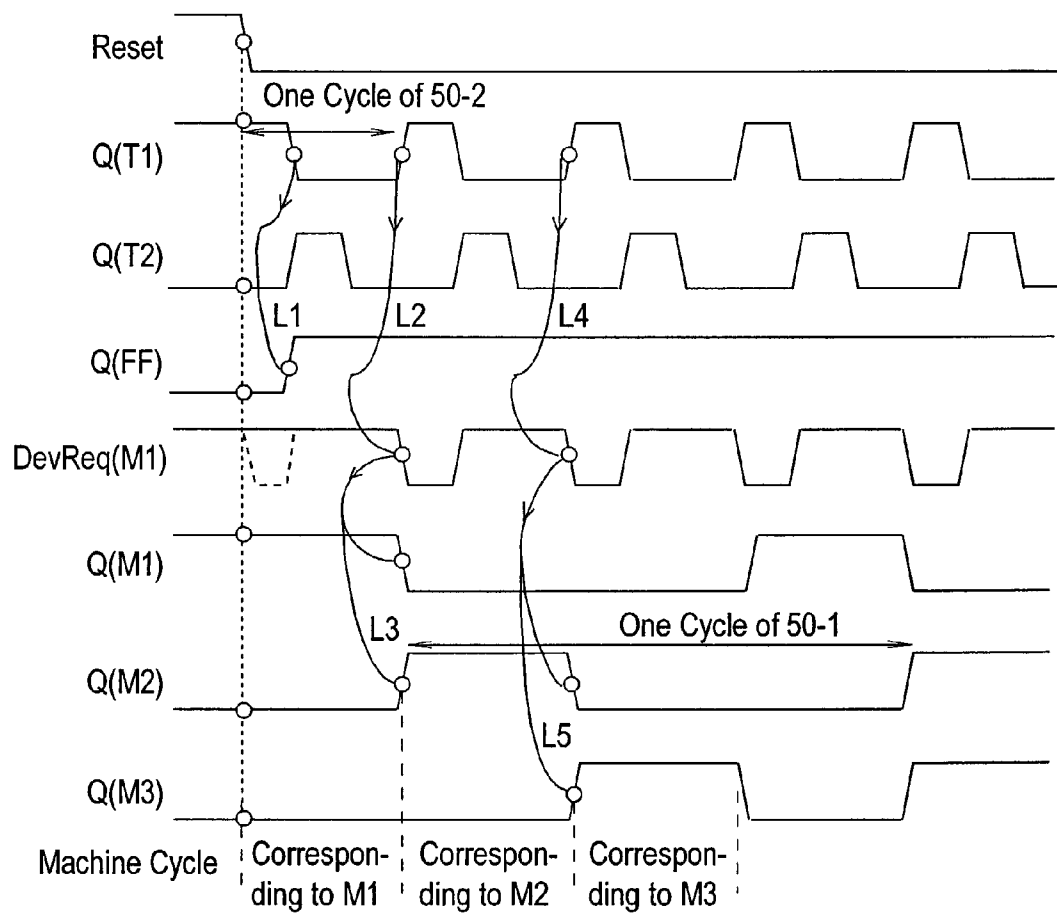 Reset
One Cycle of 50-2
Q(T1)
Q(T2)
L1
L2
L4
Q(FF)
DevReq(M1)
Q(M1)
L3
One Cycle of 50-1
Q(M2)
L5
Q(M3)
Machine Cycle
Correspon-
ding to M1
Correspon-
ding to M2
Correspon-
ding to M3